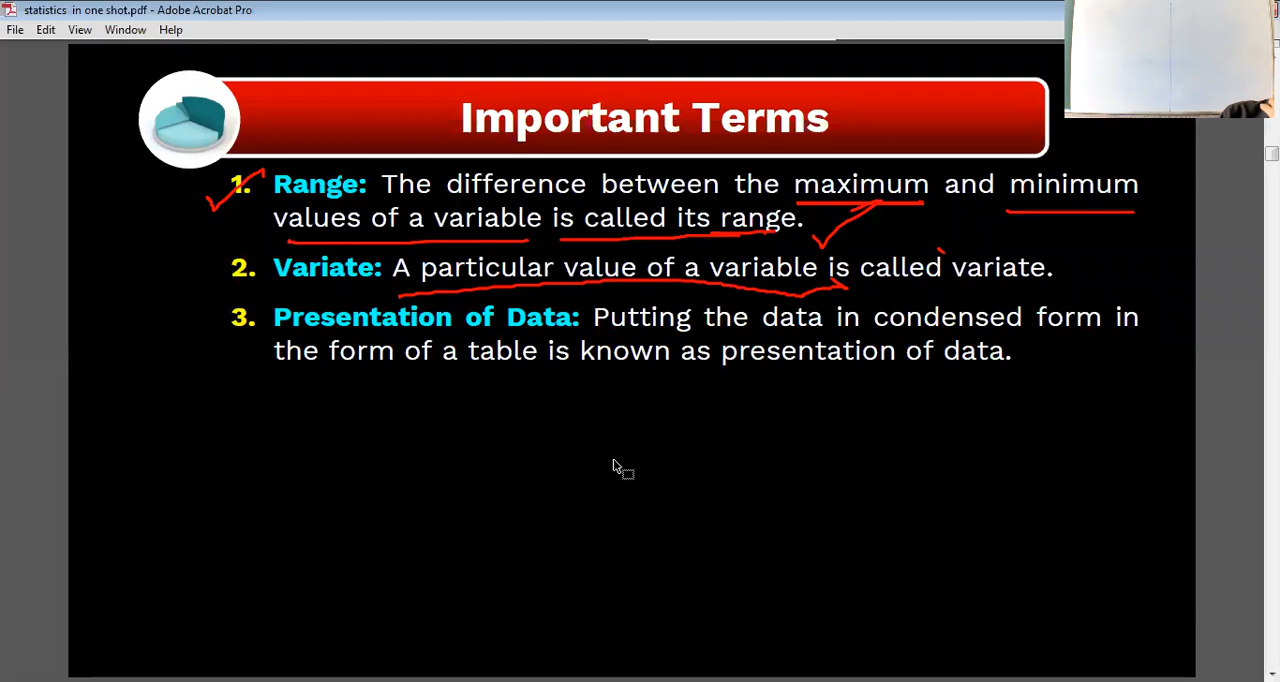 statistics in one shot.pdf - Adobe Acrobat Pro
File Edit View Window Help
Important Terms
1. Range: The difference between the maximum and minimum
values of a variable is called its range.
2. Variate: A particular value of a variable is called variate.
3. Presentation of Data: Putting the data in condensed form in
the form of a table is known as presentation of data.